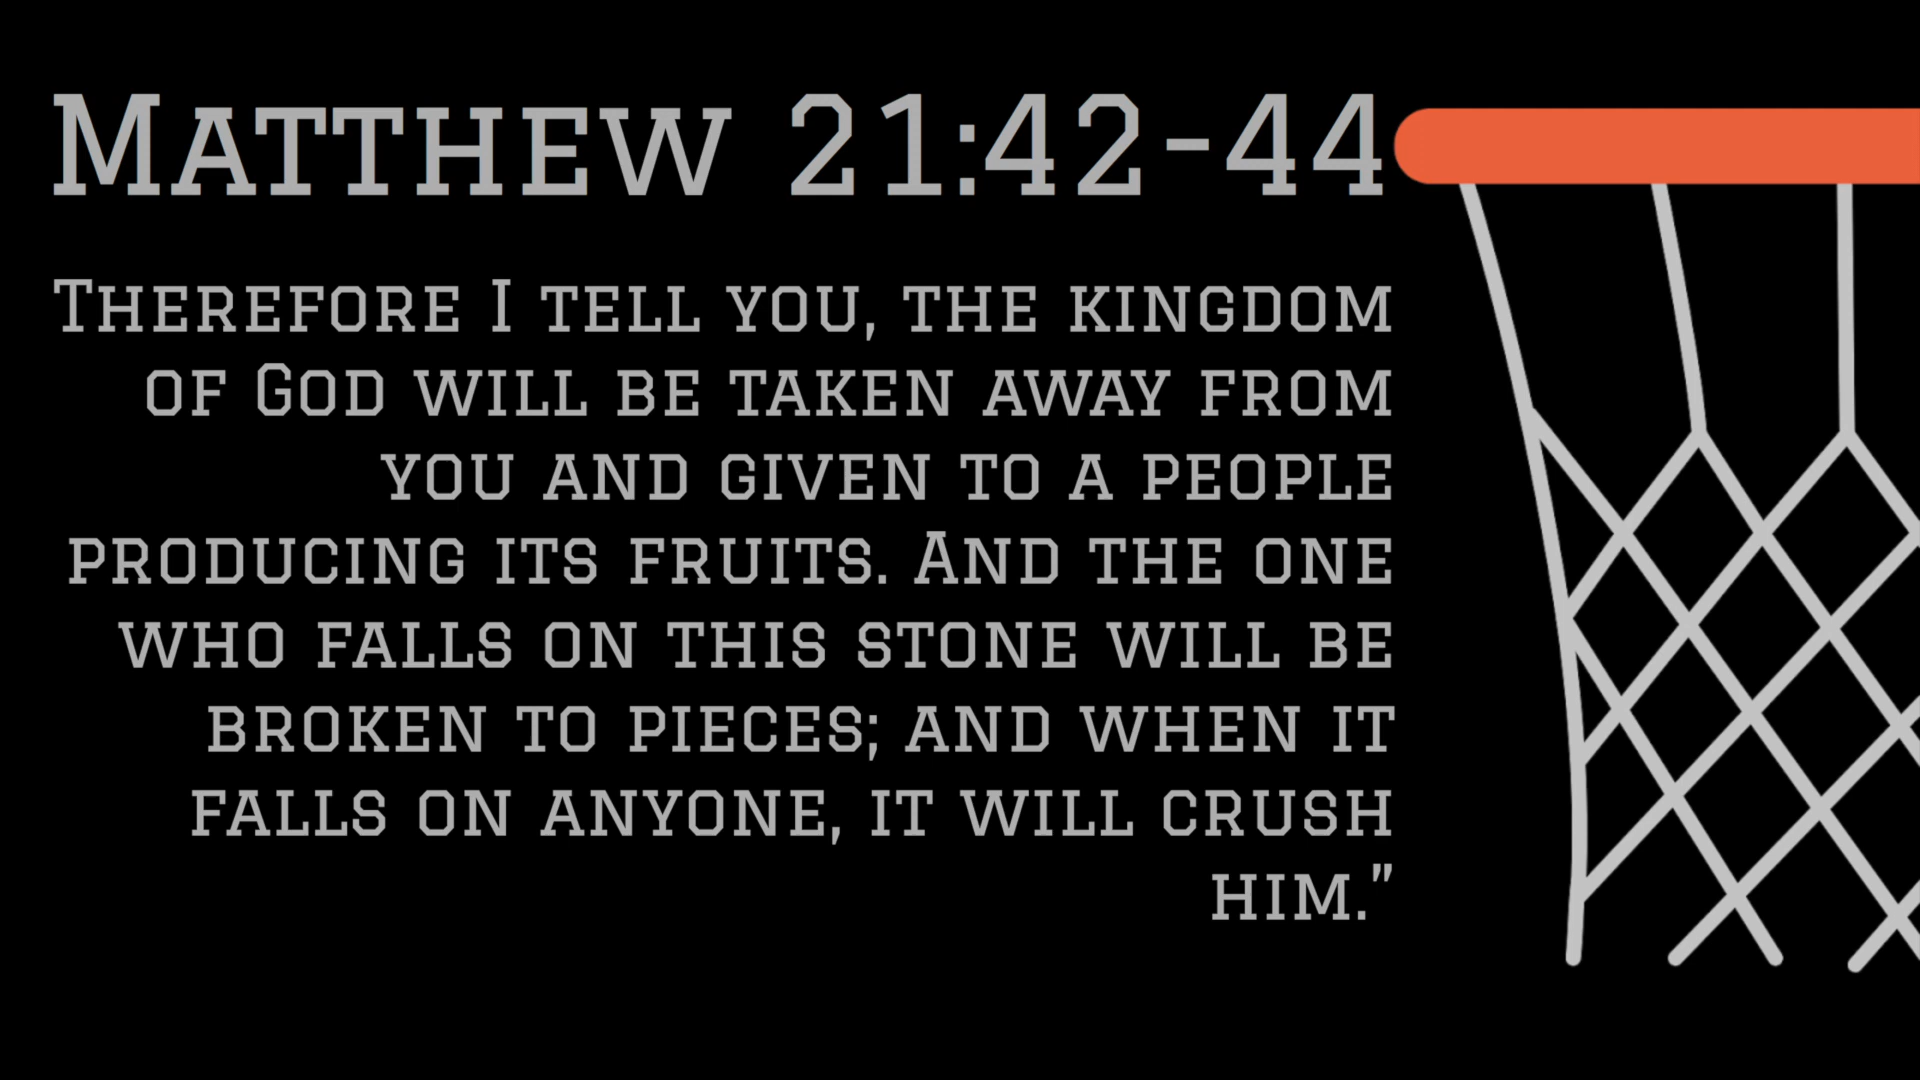 Matthew 21:42-44
Therefore I tell you, the kingdom
of God will be taken away from
you and given to a people
producing its fruits. And the one
who falls on this stone will be
broken to pieces; and when it
falls on anyone, it will crush
him.”